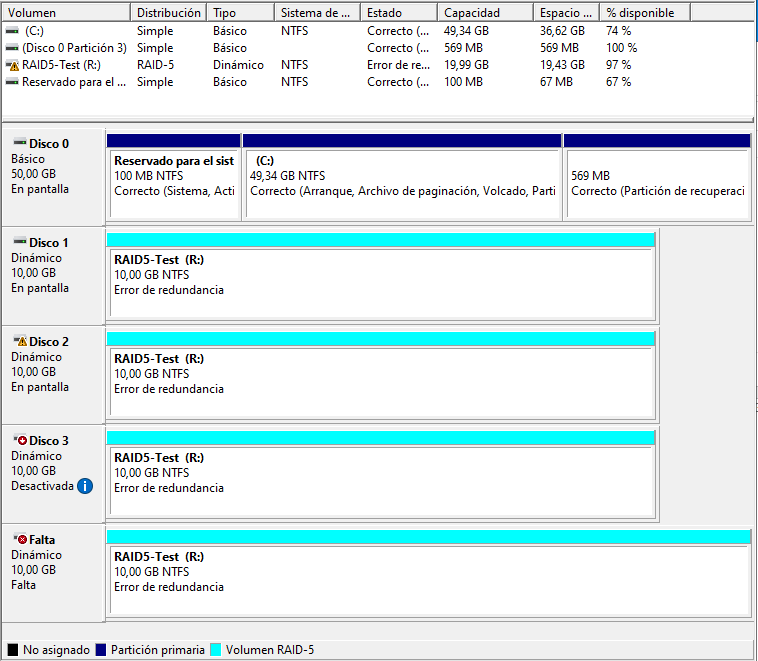 Volumen Distribución Tipo Sistema de ... Estado Capacidad Espacio ... % disponible
(C:) Simple Básico NTFS Correcto (... 49,34 GB 36,62 GB 74 %
(Disco 0 Partición 3) Simple Básico Correcto (... 569 MB 569 MB 100 %
RAID5-Test (R:) RAID-5 Dinámico NTFS Error de re... 19,99 GB 19,43 GB 97 %
Reservado para el ... Simple Básico NTFS Correcto (... 100 MB 67 MB 67 %
Disco 0
Básico
50,00 GB
En pantalla
Reservado para el sist
100 MB NTFS
Correcto (Sistema, Acti
(C:)
49,34 GB NTFS
Correcto (Arranque, Archivo de paginación, Volcado, Parti
569 MB
Correcto (Partición de recuperaci
Disco 1
Dinámico
10,00 GB
En pantalla
RAID5-Test (R:)
10,00 GB NTFS
Error de redundancia
Disco 2
Dinámico
10,00 GB
En pantalla
RAID5-Test (R:)
10,00 GB NTFS
Error de redundancia
Disco 3
Dinámico
10,00 GB
Desactivada
RAID5-Test (R:)
10,00 GB NTFS
Error de redundancia
Falta
Dinámico
10,00 GB
Falta
RAID5-Test (R:)
10,00 GB NTFS
Error de redundancia
No asignado Partición primaria Volumen RAID-5